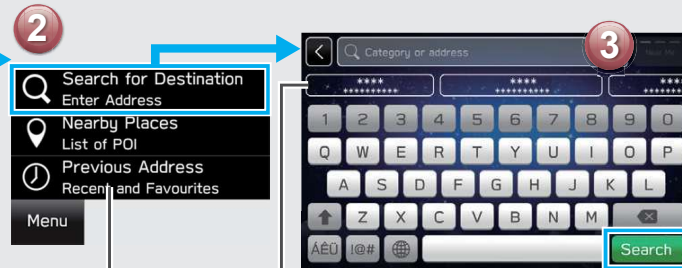 2
Search for Destination
Enter Address
Nearby Places
List of POI
Previous Address
Recent and Favourites
Menu
3
Category or address
**** **** ****
********** ********** *******
1 2 3 4 5 6 7 8 9 0
Q W E R T Y U I O P
A S D F G H J K L
Z X C V B N M
ÁÊÜ !@# Search